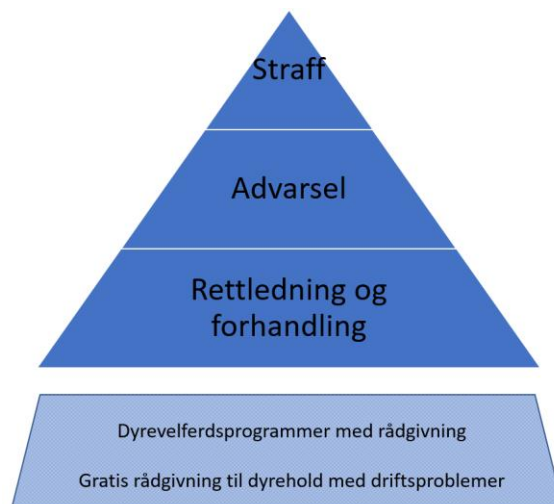 Straff
Advarsel
Rettledning og
forhandling
Dyrevelferdsprogrammer med rådgivning
Gratis rådgivning til dyrehold med driftsproblemer